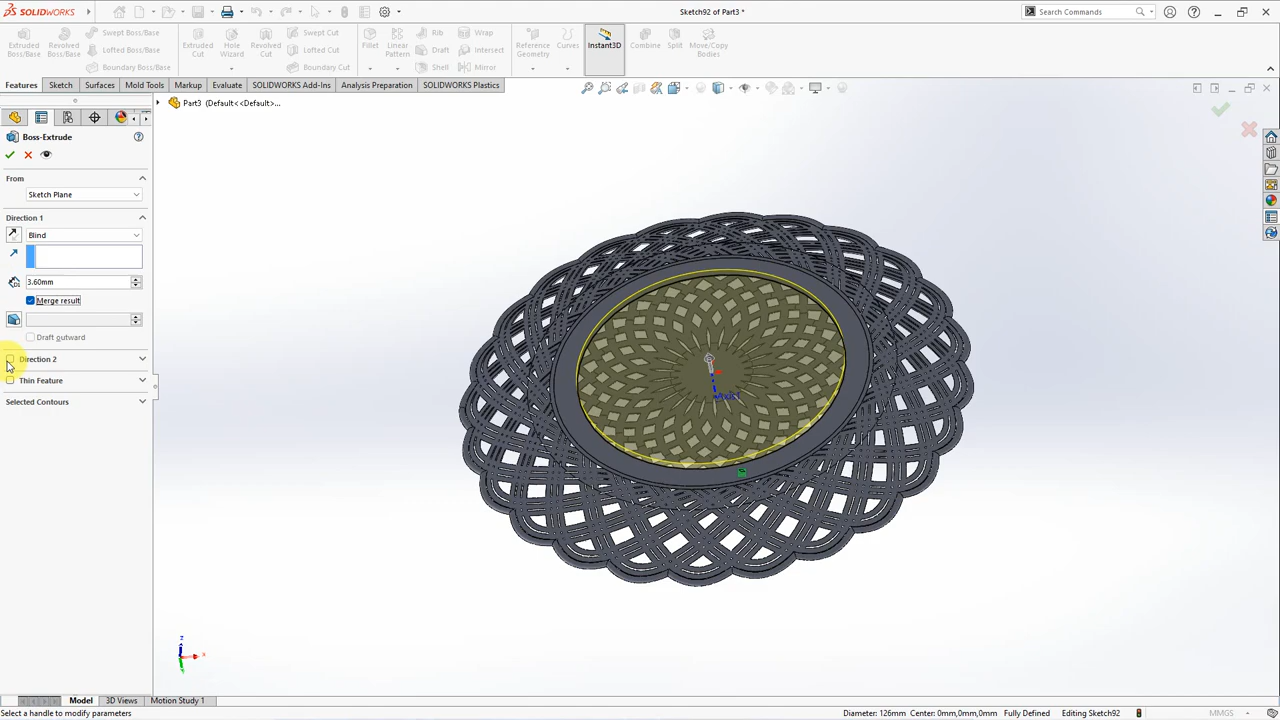 SOLIDWORKS
Sketch92 of Part3 *
Search Commands
Extruded
Boss/Base
Revolved
Boss/Base
Swept Boss/Base
Lofted Boss/Base
Boundary Boss/Base
Extruded
Cut
Hole
Wizard
Revolved
Cut
Swept Cut
Lofted Cut
Boundary Cut
Fillet
Linear
Pattern
Rib
Draft
Shell
Wrap
Intersect
Mirror
Reference
Geometry
Curves
Instant3D
Combine
Split
Move/Copy
Bodies
Features
Sketch
Surfaces
Mold Tools
Markup
Evaluate
SOLIDWORKS Add-Ins
Analysis Preparation
SOLIDWORKS Plastics
Part3 (Default<<Default>...
Boss-Extrude
From
Sketch Plane
Direction 1
Blind
3.60mm
Merge result
Draft outward
Direction 2
Thin Feature
Selected Contours
Axis1
z
x
Model
3D Views
Motion Study 1
Select a handle to modify parameters
Diameter: 126mm Center: 0mm,0mm,0mm
Fully Defined
Editing Sketch92
MMGS